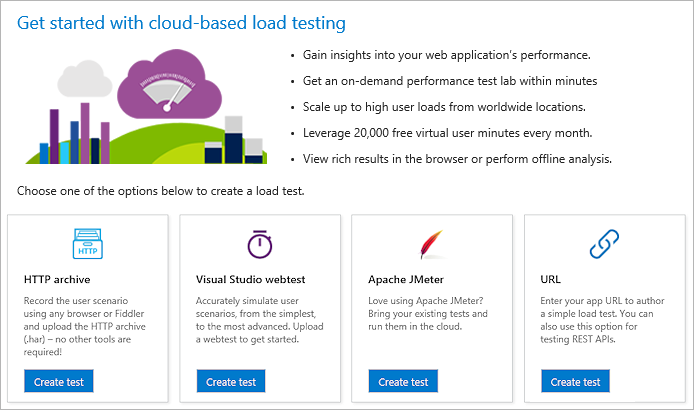 Get started with cloud-based load testing
• Gain insights into your web application's performance.
• Get an on-demand performance test lab within minutes
• Scale up to high user loads from worldwide locations.
• Leverage 20,000 free virtual user minutes every month.
• View rich results in the browser or perform offline analysis.
Choose one of the options below to create a load test.
HTTP
HTTP archive
Record the user scenario
using any browser or Fiddler
and upload the HTTP archive
(.har) – no other tools are
required!
Create test
Visual Studio webtest
Accurately simulate user
scenarios, from the simplest,
to the most advanced. Upload
a webtest to get started.
Create test
Apache JMeter
Love using Apache JMeter?
Bring your existing tests and
run them in the cloud.
Create test
URL
Enter your app URL to author
a simple load test. You can
also use this option for
testing REST APIs.
Create test